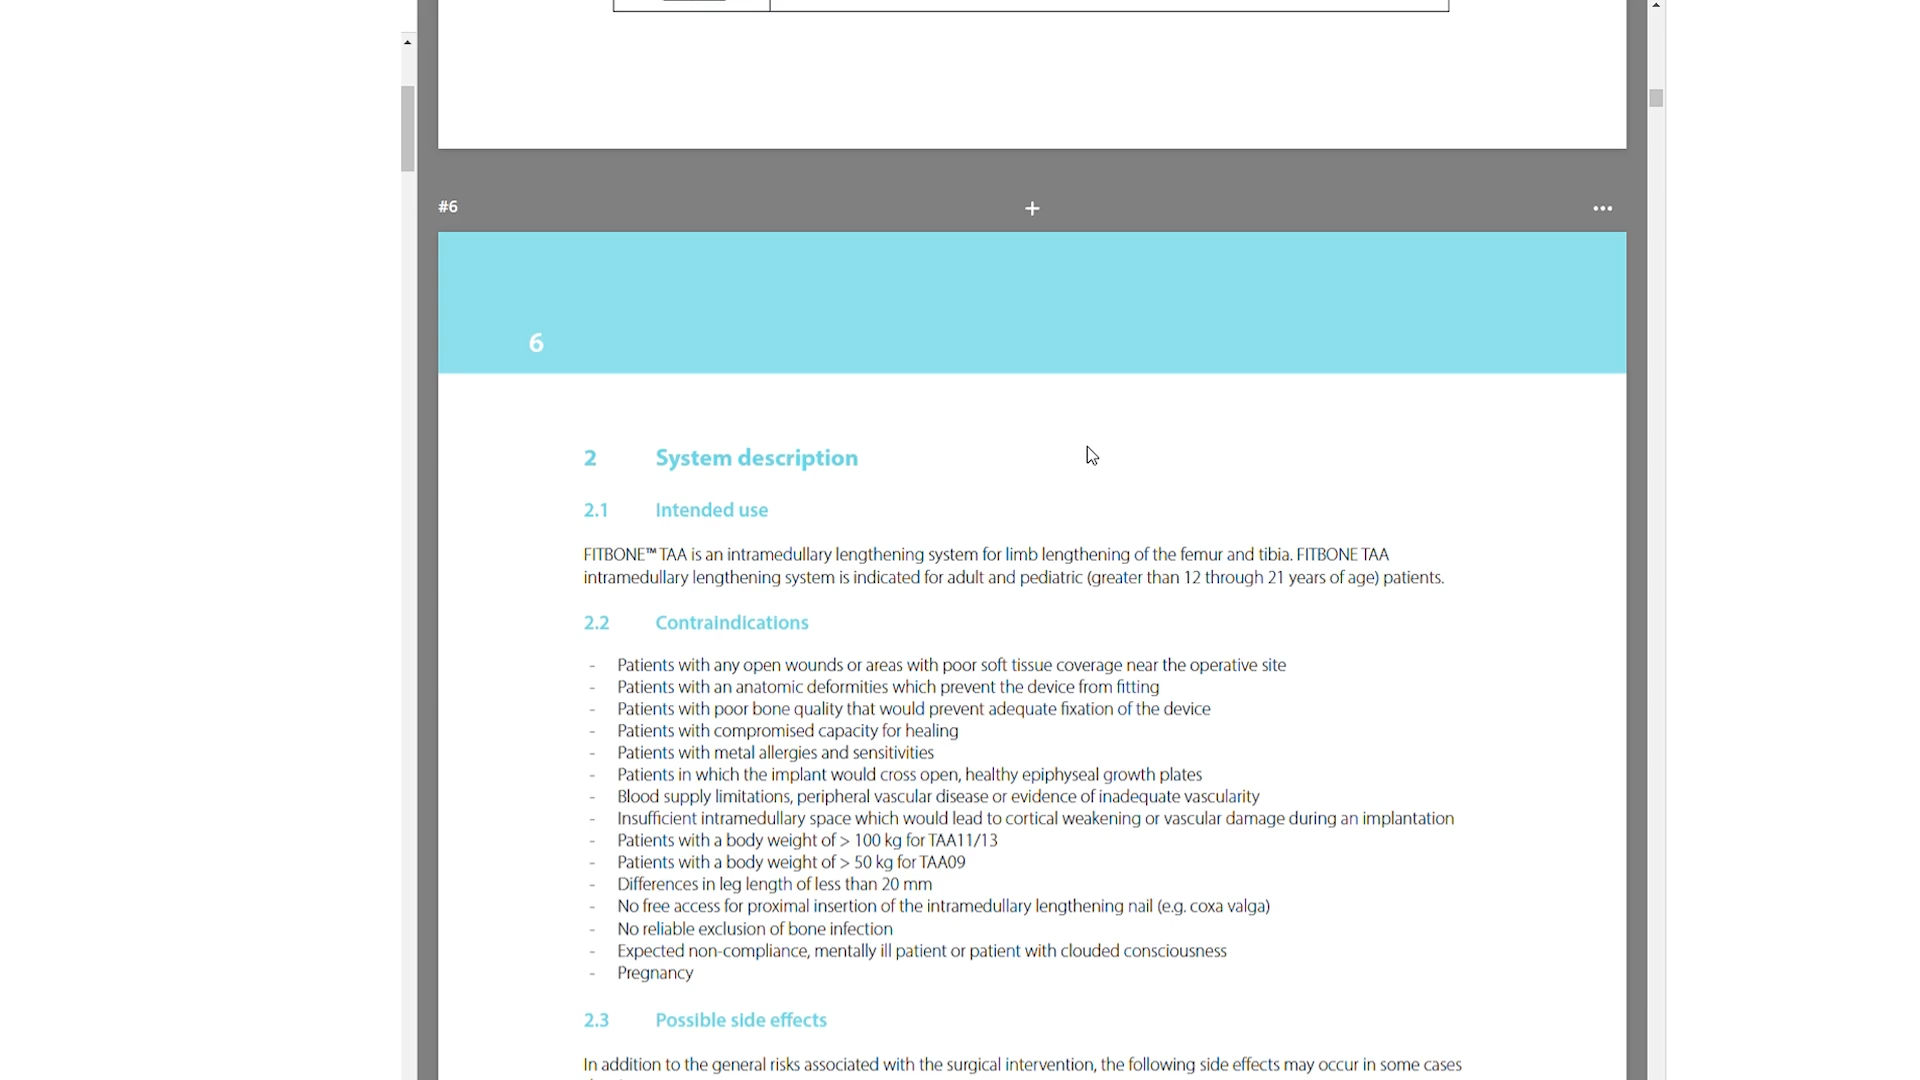 #6
6
2 System description
2.1 Intended use
FITBONE™ TAA is an intramedullary lengthening system for limb lengthening of the femur and tibia. FITBONE TAA
intramedullary lengthening system is indicated for adult and pediatric (greater than 12 through 21 years of age) patients.
2.2 Contraindications
- Patients with any open wounds or areas with poor soft tissue coverage near the operative site
- Patients with an anatomic deformities which prevent the device from fitting
- Patients with poor bone quality that would prevent adequate fixation of the device
- Patients with compromised capacity for healing
- Patients with metal allergies and sensitivities
- Patients in which the implant would cross open, healthy epiphyseal growth plates
- Blood supply limitations, peripheral vascular disease or evidence of inadequate vascularity
- Insufficient intramedullary space which would lead to cortical weakening or vascular damage during an implantation
- Patients with a body weight of > 100 kg for TAA11/13
- Patients with a body weight of > 50 kg for TAA09
- Differences in leg length of less than 20 mm
- No free access for proximal insertion of the intramedullary lengthening nail (e.g. coxa valga)
- No reliable exclusion of bone infection
- Expected non-compliance, mentally ill patient or patient with clouded consciousness
- Pregnancy
2.3 Possible side effects
In addition to the general risks associated with the surgical intervention, the following side effects may occur in some cases